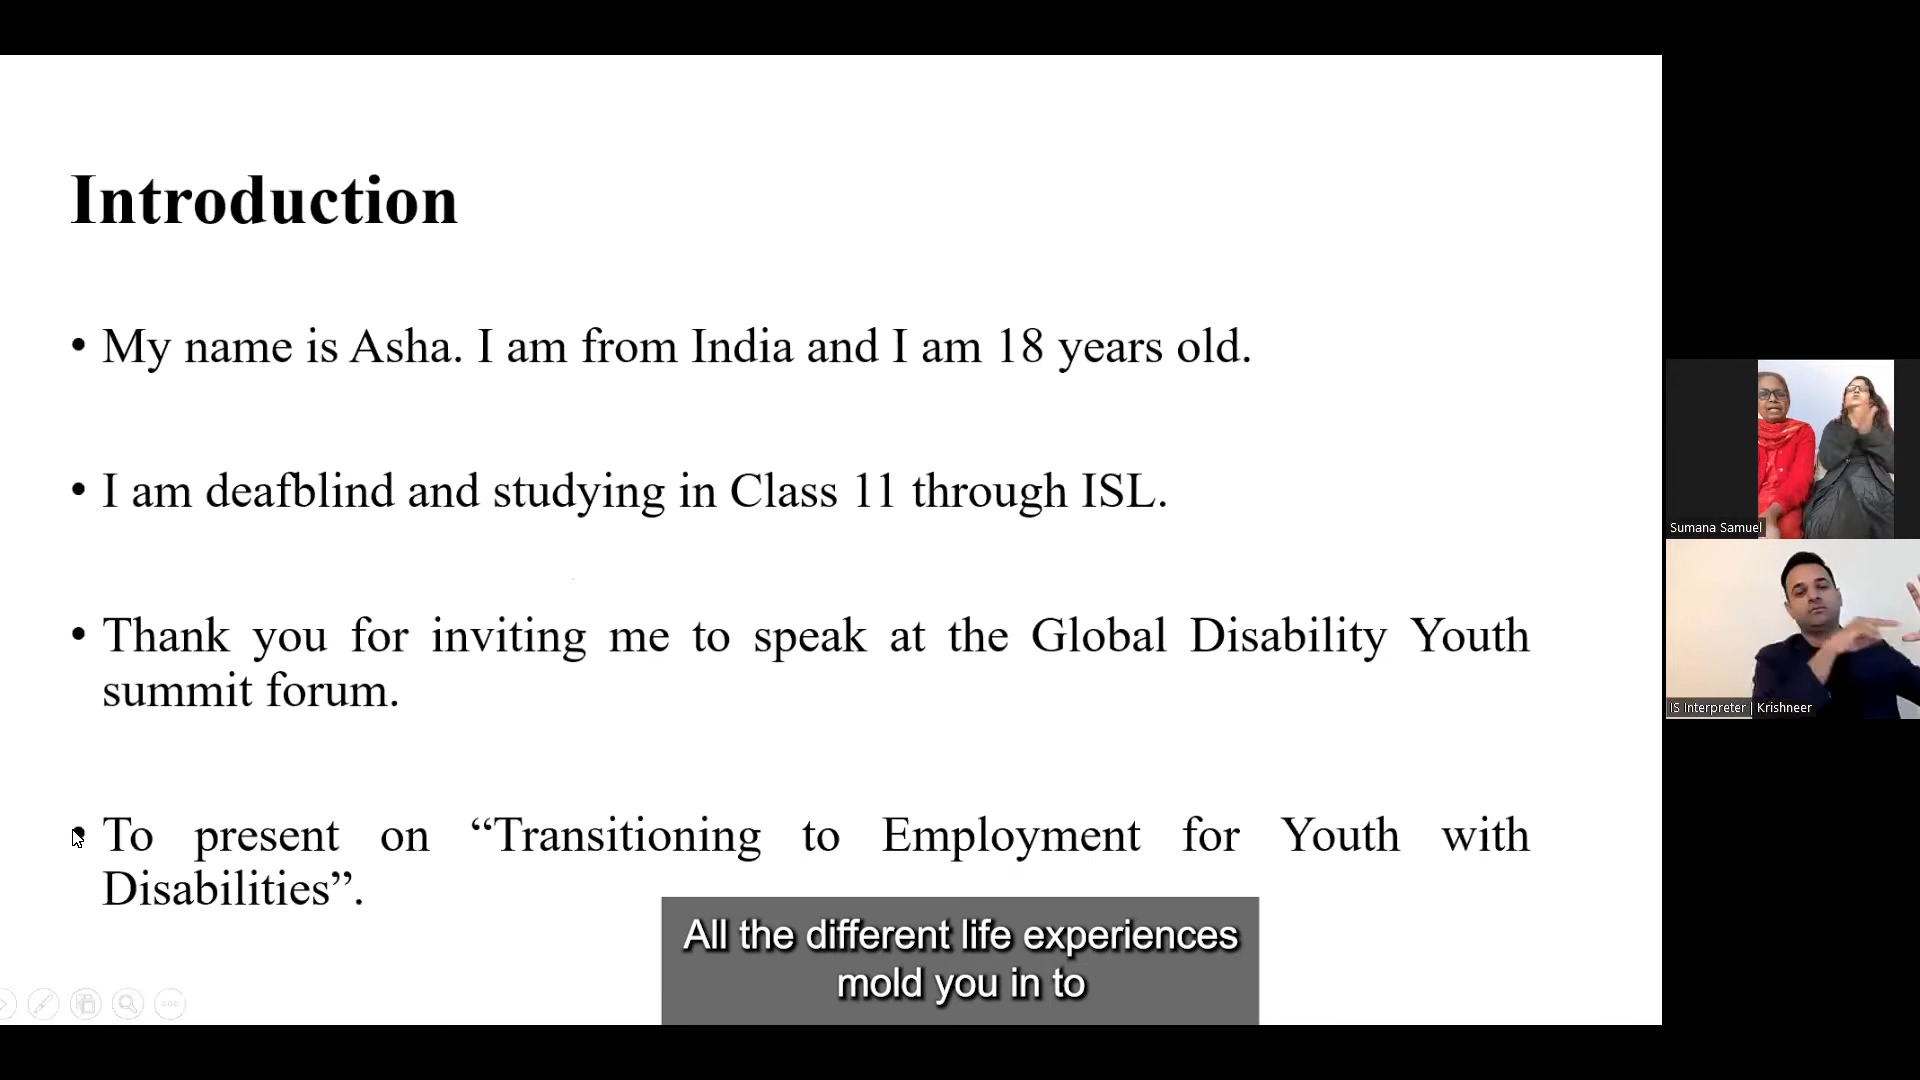 Introduction
• My name is Asha. I am from India and I am 18 years old.
• I am deafblind and studying in Class 11 through ISL.
• Thank you for inviting me to speak at the Global Disability Youth
summit forum.
• To present on “Transitioning to Employment for Youth with
Disabilities”.
All the different life experiences
mold you in to
Sumana Samuel
IS Interpreter | Krishneer